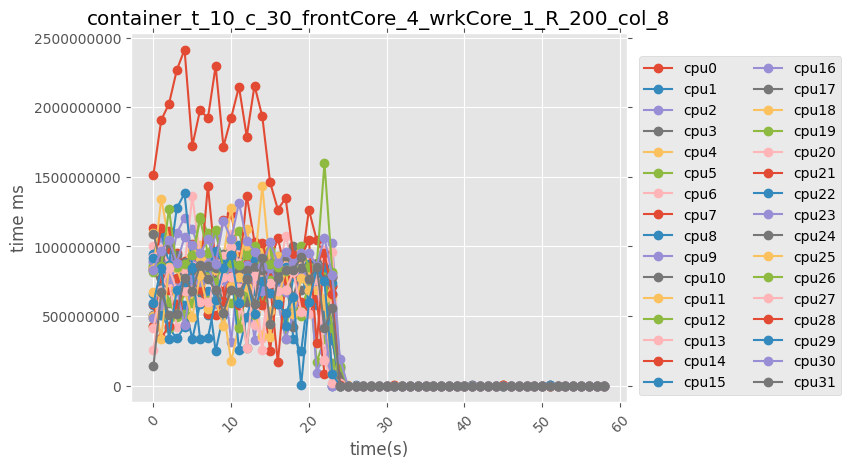 container_t_10_c_30_frontCore_4_wrkCore_1_R_200_col_8
2500000000
2000000000
1500000000
1000000000
500000000
0
time ms
0
10
20
30
40
50
60
time(s)
cpu0
cpu1
cpu2
cpu3
cpu4
cpu5
cpu6
cpu7
cpu8
cpu9
cpu10
cpu11
cpu12
cpu13
cpu14
cpu15
cpu16
cpu17
cpu18
cpu19
cpu20
cpu21
cpu22
cpu23
cpu24
cpu25
cpu26
cpu27
cpu28
cpu29
cpu30
cpu31